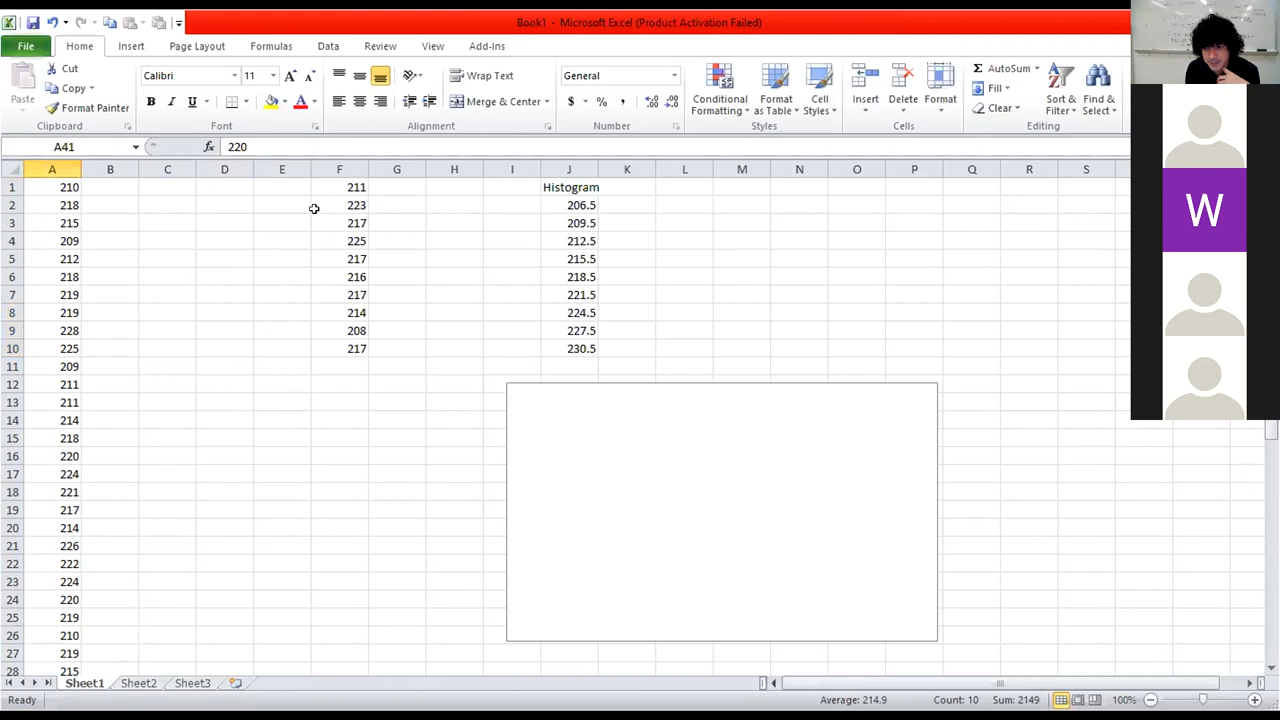 Book1 - Microsoft Excel (Product Activation Failed)
File Home Insert Page Layout Formulas Data Review View Add-Ins
Paste Cut Copy Format Painter
Calibri 11
B I U A
Wrap Text
Merge & Center
General
$ % ,
Conditional Formatting Format as Table Cell Styles
Insert Delete Format
Σ AutoSum Fill Clear
Sort & Filter Find & Select
Clipboard Font Alignment Number Styles Cells Editing
A41 fx 220
A B C D E F G H I J K L M N O P Q R S
1 210 211 Histogram
2 218 223 206.5
3 215 217 209.5
4 209 225 212.5
5 212 217 215.5
6 218 216 218.5
7 219 217 221.5
8 219 214 224.5
9 228 208 227.5
10 225 217 230.5
11 209
12 211
13 211
14 214
15 218
16 220
17 224
18 221
19 217
20 214
21 226
22 222
23 224
24 220
25 219
26 210
27 219
28 215
Sheet1 Sheet2 Sheet3
Ready Average: 214.9 Count: 10 Sum: 2149 100%
W